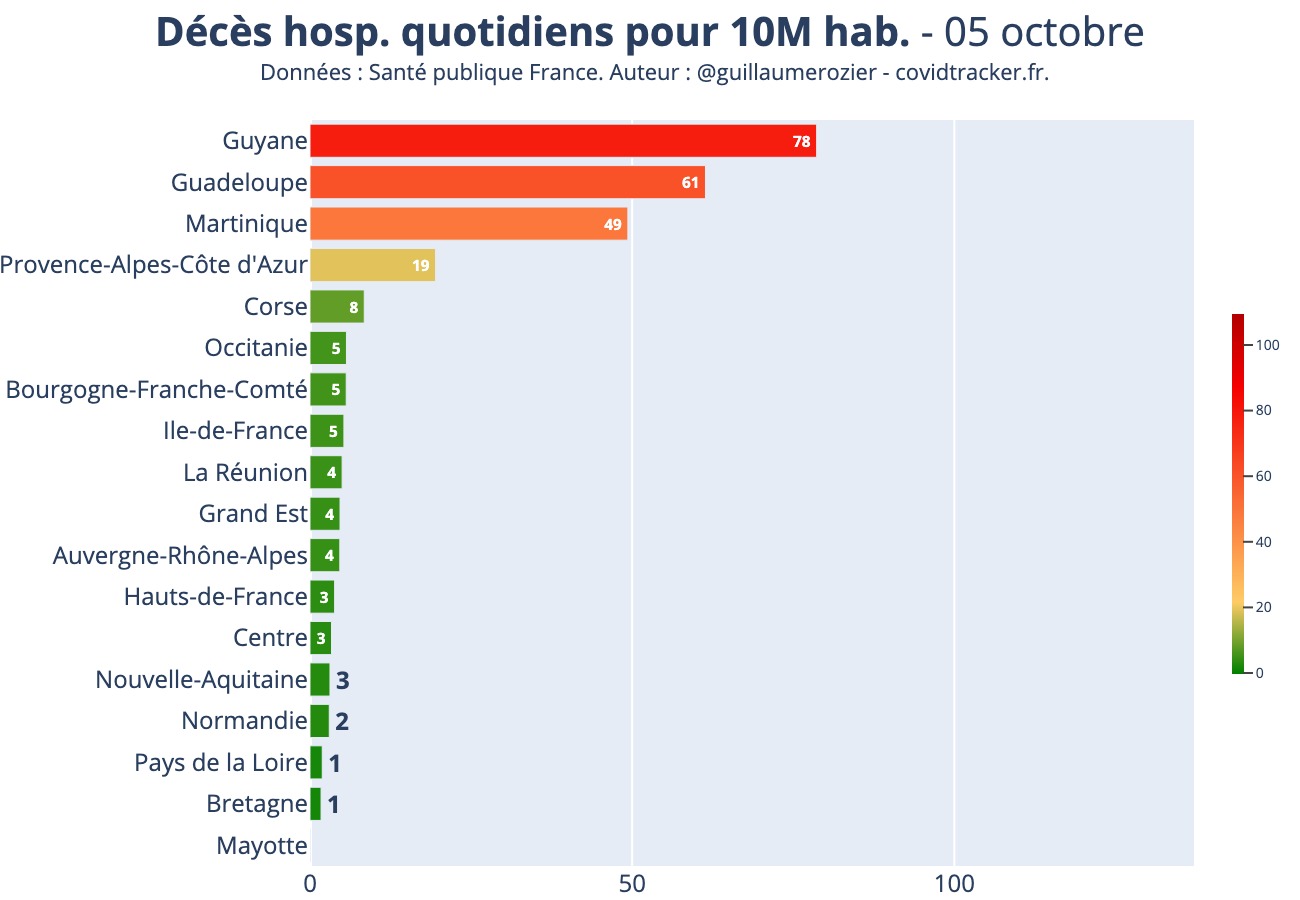 Décès hosp. quotidiens pour 10M hab. - 05 octobre
Données : Santé publique France. Auteur : @guillaumerozier - covidtracker.fr.
Guyane 78
Guadeloupe 61
Martinique 49
Provence-Alpes-Côte d'Azur 19
Corse 8
Occitanie 5
Bourgogne-Franche-Comté 5
Ile-de-France 5
La Réunion 4
Grand Est 4
Auvergne-Rhône-Alpes 4
Hauts-de-France 3
Centre 3
Nouvelle-Aquitaine 3
Normandie 2
Pays de la Loire 1
Bretagne 1
Mayotte
0 50 100
100
80
60
40
20
0